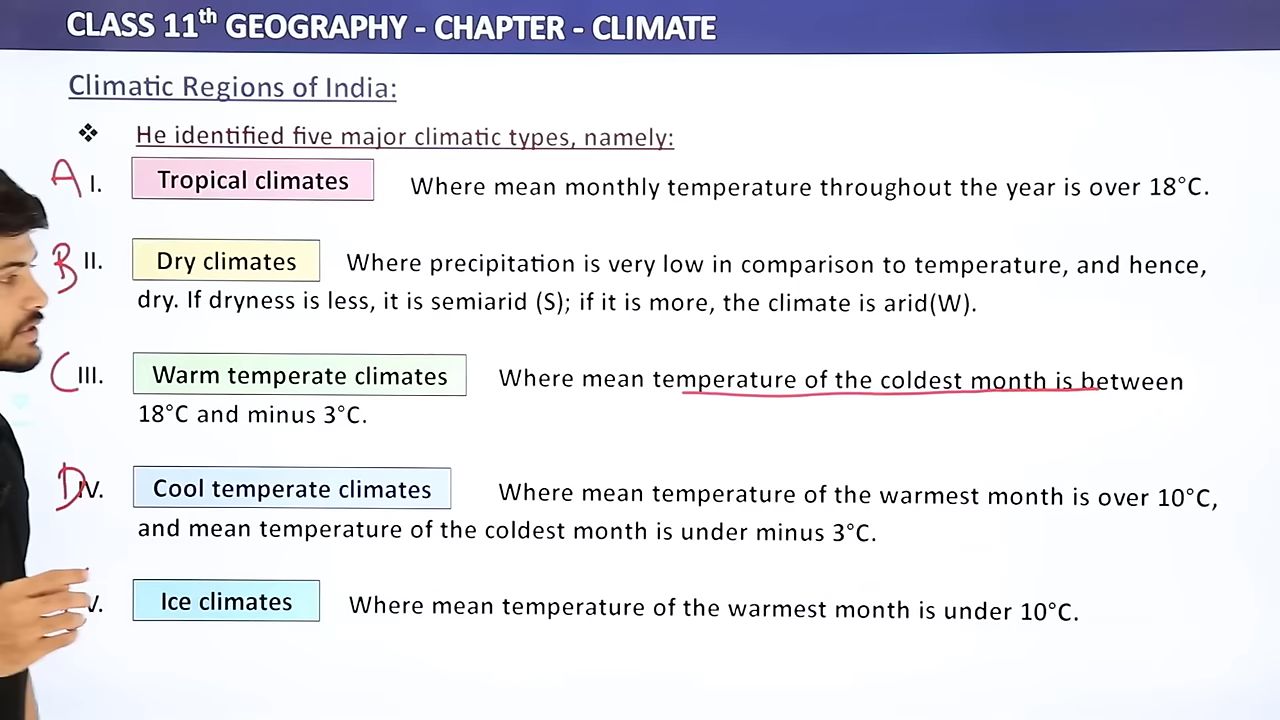 CLASS 11th GEOGRAPHY - CHAPTER - CLIMATE
Climatic Regions of India:
❖ He identified five major climatic types, namely:
A I. Tropical climates Where mean monthly temperature throughout the year is over 18°C.
B II. Dry climates Where precipitation is very low in comparison to temperature, and hence,
dry. If dryness is less, it is semiarid (S); if it is more, the climate is arid(W).
C III. Warm temperate climates Where mean temperature of the coldest month is between
18°C and minus 3°C.
D IV. Cool temperate climates Where mean temperature of the warmest month is over 10°C,
and mean temperature of the coldest month is under minus 3°C.
V. Ice climates Where mean temperature of the warmest month is under 10°C.